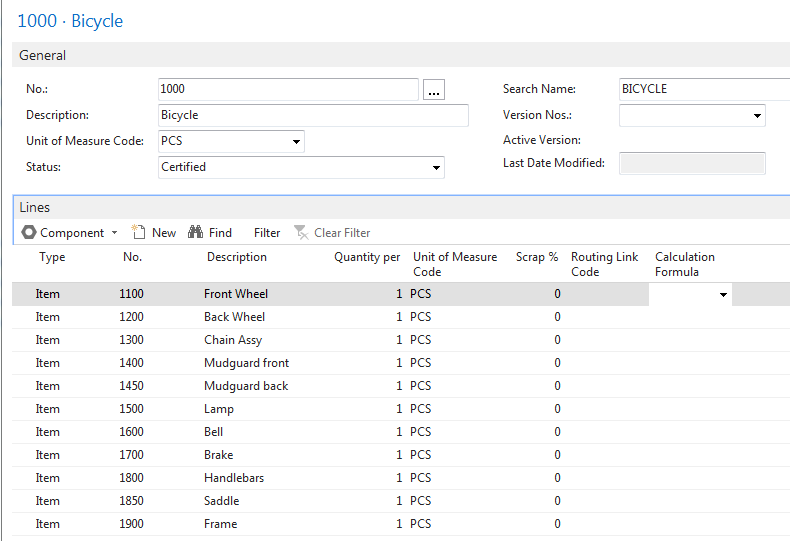 1000 · Bicycle
General
No.: 1000 ... Search Name: BICYCLE
Description: Bicycle Version Nos.:
Unit of Measure Code: PCS Active Version:
Status: Certified Last Date Modified:
Lines
Component New Find Filter Clear Filter
Type No. Description Quantity per Unit of Measure Code Scrap % Routing Link Code Calculation Formula
Item 1100 Front Wheel 1 PCS 0
Item 1200 Back Wheel 1 PCS 0
Item 1300 Chain Assy 1 PCS 0
Item 1400 Mudguard front 1 PCS 0
Item 1450 Mudguard back 1 PCS 0
Item 1500 Lamp 1 PCS 0
Item 1600 Bell 1 PCS 0
Item 1700 Brake 1 PCS 0
Item 1800 Handlebars 1 PCS 0
Item 1850 Saddle 1 PCS 0
Item 1900 Frame 1 PCS 0